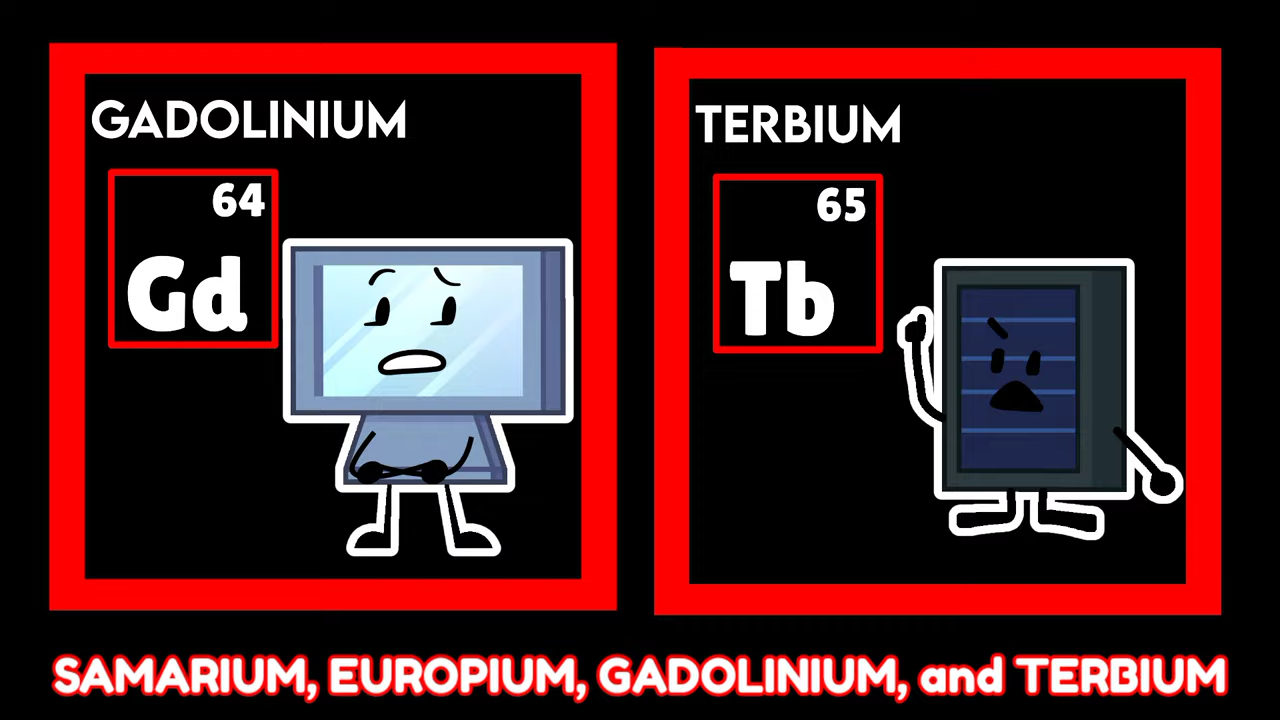 GADOLINIUM
64
Gd
TERBIUM
65
Tb
SAMARIUM, EUROPIUM, GADOLINIUM, and TERBIUM